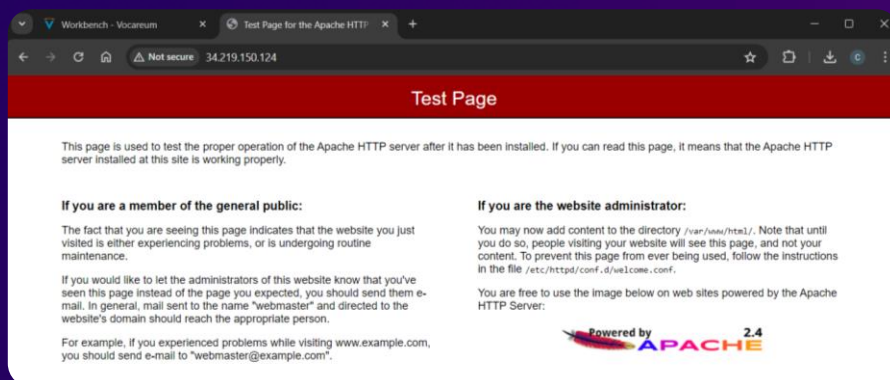 Workbench - Vocareum
Test Page for the Apache HTTP
Not secure 34.219.150.124
Test Page
This page is used to test the proper operation of the Apache HTTP server after it has been installed. If you can read this page, it means that the Apache HTTP
server installed at this site is working properly.
If you are a member of the general public:
The fact that you are seeing this page indicates that the website you just
visited is either experiencing problems, or is undergoing routine
maintenance.
If you would like to let the administrators of this website know that you've
seen this page instead of the page you expected, you should send them e-
mail. In general, mail sent to the name "webmaster" and directed to the
website's domain should reach the appropriate person.
For example, if you experienced problems while visiting www.example.com,
you should send e-mail to "webmaster@example.com".
If you are the website administrator:
You may now add content to the directory /var/www/html/. Note that until
you do so, people visiting your website will see this page, and not your
content. To prevent this page from ever being used, follow the instructions
in the file /etc/httpd/conf.d/welcome.conf.
You are free to use the image below on web sites powered by the Apache
HTTP Server:
Powered by 2.4
APACHE